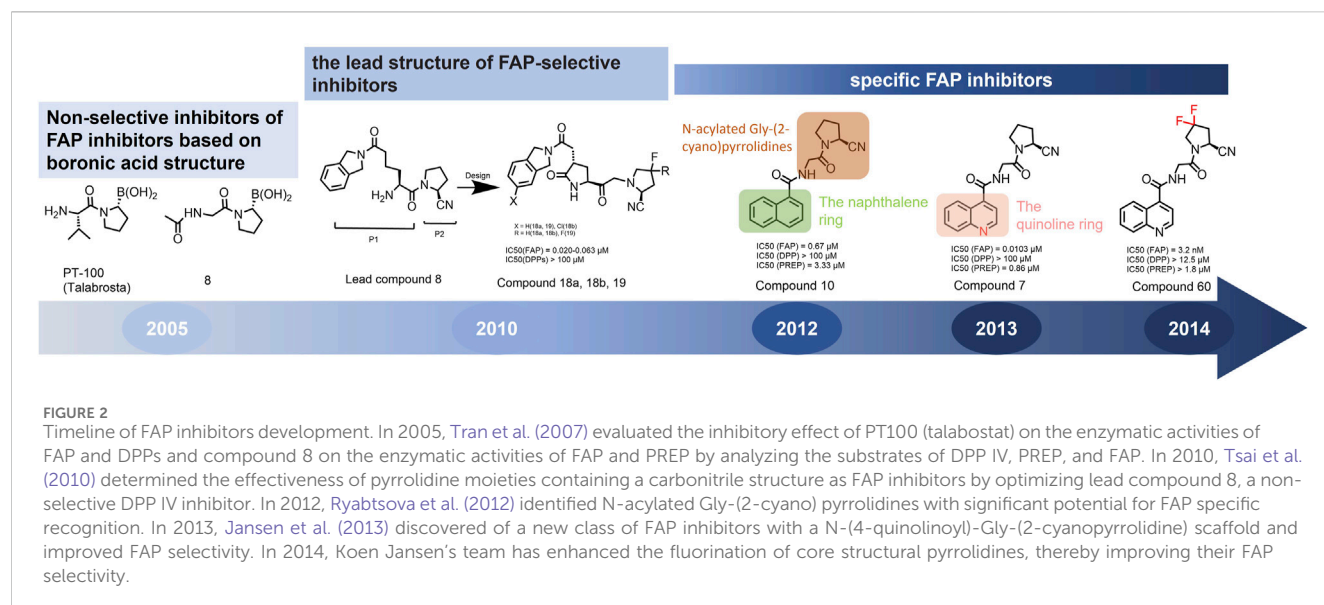 the lead structure of FAP-selective
inhibitors
specific FAP inhibitors
Non-selective inhibitors of
FAP inhibitors based on
boronic acid structure
B(OH)₂
H₂N
O
PT-100
(Talabrosta)
B(OH)₂
O
N
H
N
O
8
O
N
H₂N
O
N
CN
P1
P2
Lead compound 8
Design
O
N
X
O
N
H
O
N
F
R
CN
X = H(18a, 19), Cl(18b)
R = H(18a, 18b), F(19)
IC50(FAP) = 0.020-0.063 μM
IC50(DPPs) > 100 μM
Compound 18a, 18b, 19
N-acylated Gly-(2-
cyano)pyrrolidines
N
CN
O
NH
O
The naphthalene
ring
IC50 (FAP) = 0.67 μM
IC50 (DPP) > 100 μM
IC50 (PREP) = 3.33 μM
Compound 10
N
CN
O
NH
O
N
The
quinoline ring
IC50 (FAP) = 0.0103 μM
IC50 (DPP) > 100 μM
IC50 (PREP) = 0.86 μM
Compound 7
F
F
N
CN
O
NH
O
N
IC50 (FAP) = 3.2 nM
IC50 (DPP) > 12.5 μM
IC50 (PREP) > 1.8 μM
Compound 60
2005
2010
2012
2013
2014
FIGURE 2
Timeline of FAP inhibitors development. In 2005, Tran et al. (2007) evaluated the inhibitory effect of PT100 (talabostat) on the enzymatic activities of
FAP and DPPs and compound 8 on the enzymatic activities of FAP and PREP by analyzing the substrates of DPP IV, PREP, and FAP. In 2010, Tsai et al.
(2010) determined the effectiveness of pyrrolidine moieties containing a carbonitrile structure as FAP inhibitors by optimizing lead compound 8, a non-
selective DPP IV inhibitor. In 2012, Ryabtsova et al. (2012) identified N-acylated Gly-(2-cyano) pyrrolidines with significant potential for FAP specific
recognition. In 2013, Jansen et al. (2013) discovered of a new class of FAP inhibitors with a N-(4-quinolinoyl)-Gly-(2-cyanopyrrolidine) scaffold and
improved FAP selectivity. In 2014, Koen Jansen's team has enhanced the fluorination of core structural pyrrolidines, thereby improving their FAP
selectivity.